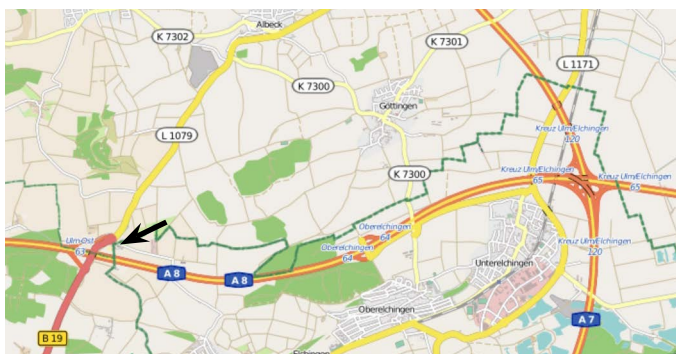 Albeck
K 7302
K 7301
L 1171
K 7300
Göttingen
Kreuz Ulm/Elchingen
120
L 1079
K 7300
Kreuz Ulm/Elchingen
65
Kreuz Ulm/Elchingen
65
Oberelchingen
64
Ulm-Ost
63
Oberelchingen
64
Kreuz Ulm/Elchingen
120
Unterelchingen
A 8
A 8
Oberelchingen
A 7
B 19